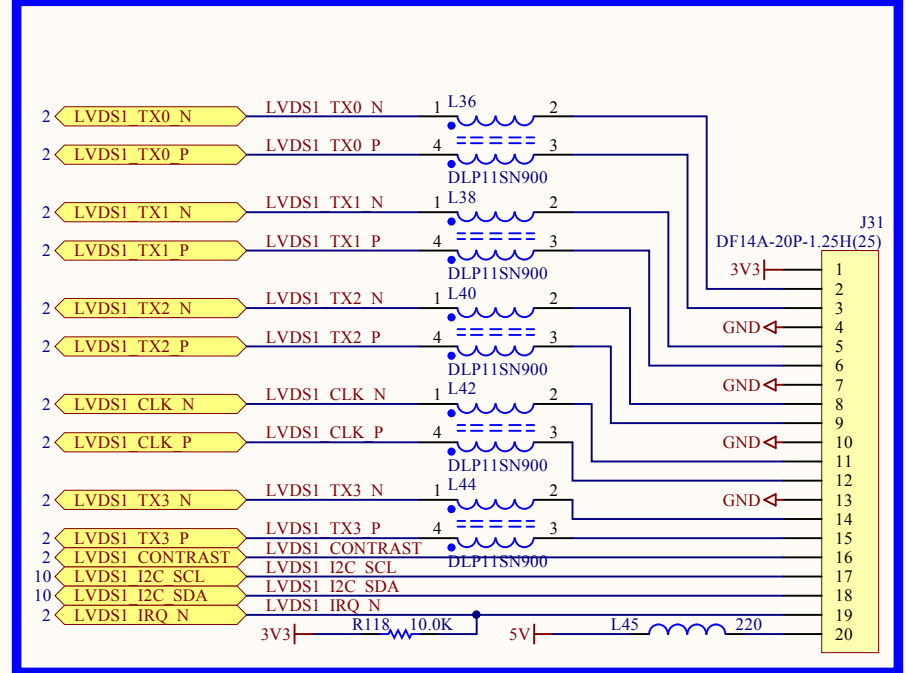 2 LVDS1_TX0_N LVDS1_TX0_N 1 L36 2
2 LVDS1_TX0_P LVDS1_TX0_P 4 3
DLP11SN900
2 LVDS1_TX1_N LVDS1_TX1_N 1 L38 2
J31
2 LVDS1_TX1_P LVDS1_TX1_P 4 3 DF14A-20P-1.25H(25)
DLP11SN900 3V3 1
2
2 LVDS1_TX2_N LVDS1_TX2_N 1 L40 2 3
GND 4
2 LVDS1_TX2_P LVDS1_TX2_P 4 3 5
DLP11SN900 6
GND 7
2 LVDS1_CLK_N LVDS1_CLK_N 1 L42 2 8
9
2 LVDS1_CLK_P LVDS1_CLK_P 4 3 GND 10
DLP11SN900 11
12
2 LVDS1_TX3_N LVDS1_TX3_N 1 L44 2 GND 13
14
2 LVDS1_TX3_P LVDS1_TX3_P 4 3 15
2 LVDS1_CONTRAST LVDS1_CONTRAST DLP11SN900 16
10 LVDS1_I2C_SCL LVDS1_I2C_SCL 17
10 LVDS1_I2C_SDA LVDS1_I2C_SDA 18
2 LVDS1_IRQ_N LVDS1_IRQ_N 19
3V3 R118 10.0K 5V L45 220 20